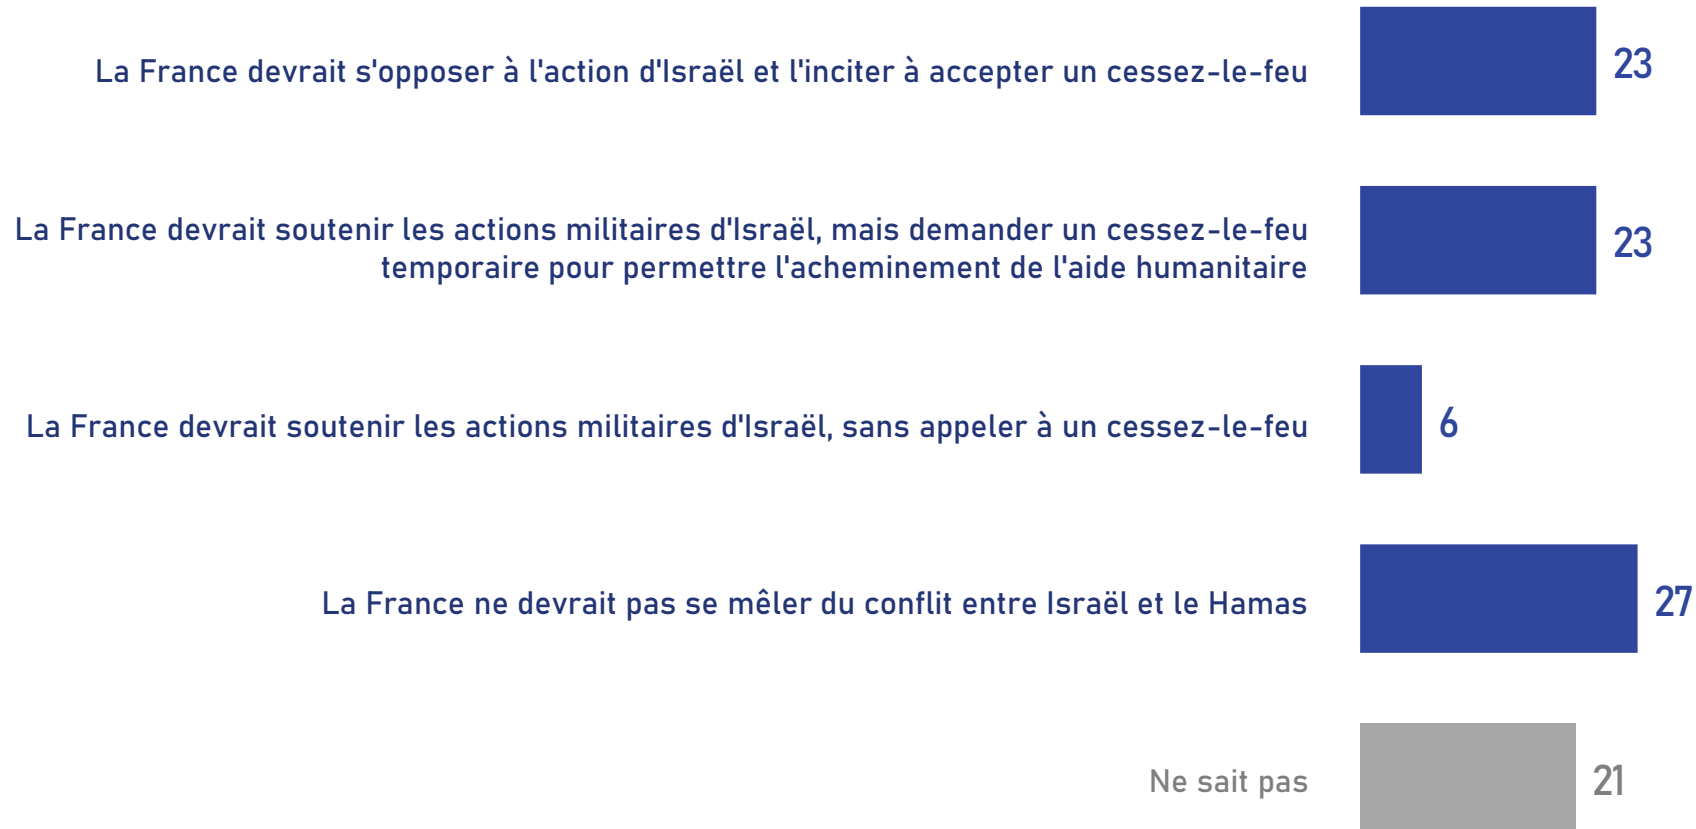 La France devrait s'opposer à l'action d'Israël et l'inciter à accepter un cessez-le-feu
23
La France devrait soutenir les actions militaires d'Israël, mais demander un cessez-le-feu
temporaire pour permettre l'acheminement de l'aide humanitaire
23
La France devrait soutenir les actions militaires d'Israël, sans appeler à un cessez-le-feu
6
La France ne devrait pas se mêler du conflit entre Israël et le Hamas
27
Ne sait pas
21